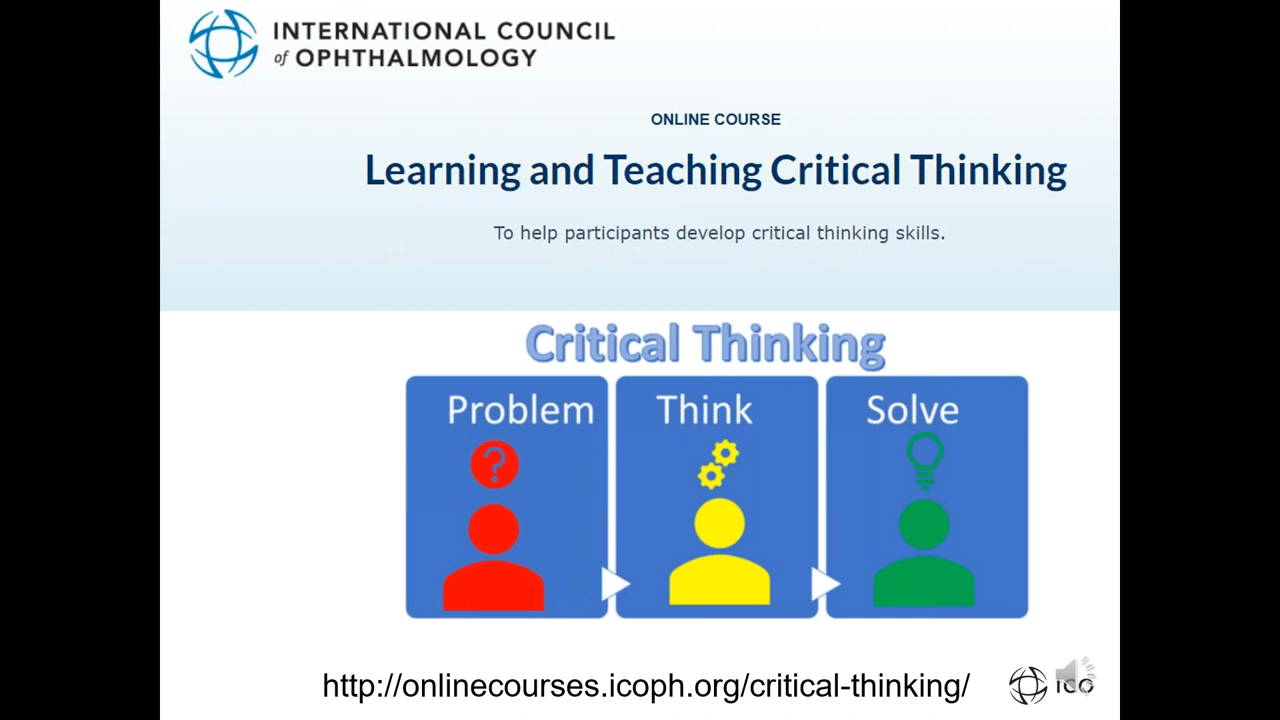 INTERNATIONAL COUNCIL
of OPHTHALMOLOGY
ONLINE COURSE
Learning and Teaching Critical Thinking
To help participants develop critical thinking skills.
Critical Thinking
Problem Think Solve
?
http://onlinecourses.icoph.org/critical-thinking/ ICO